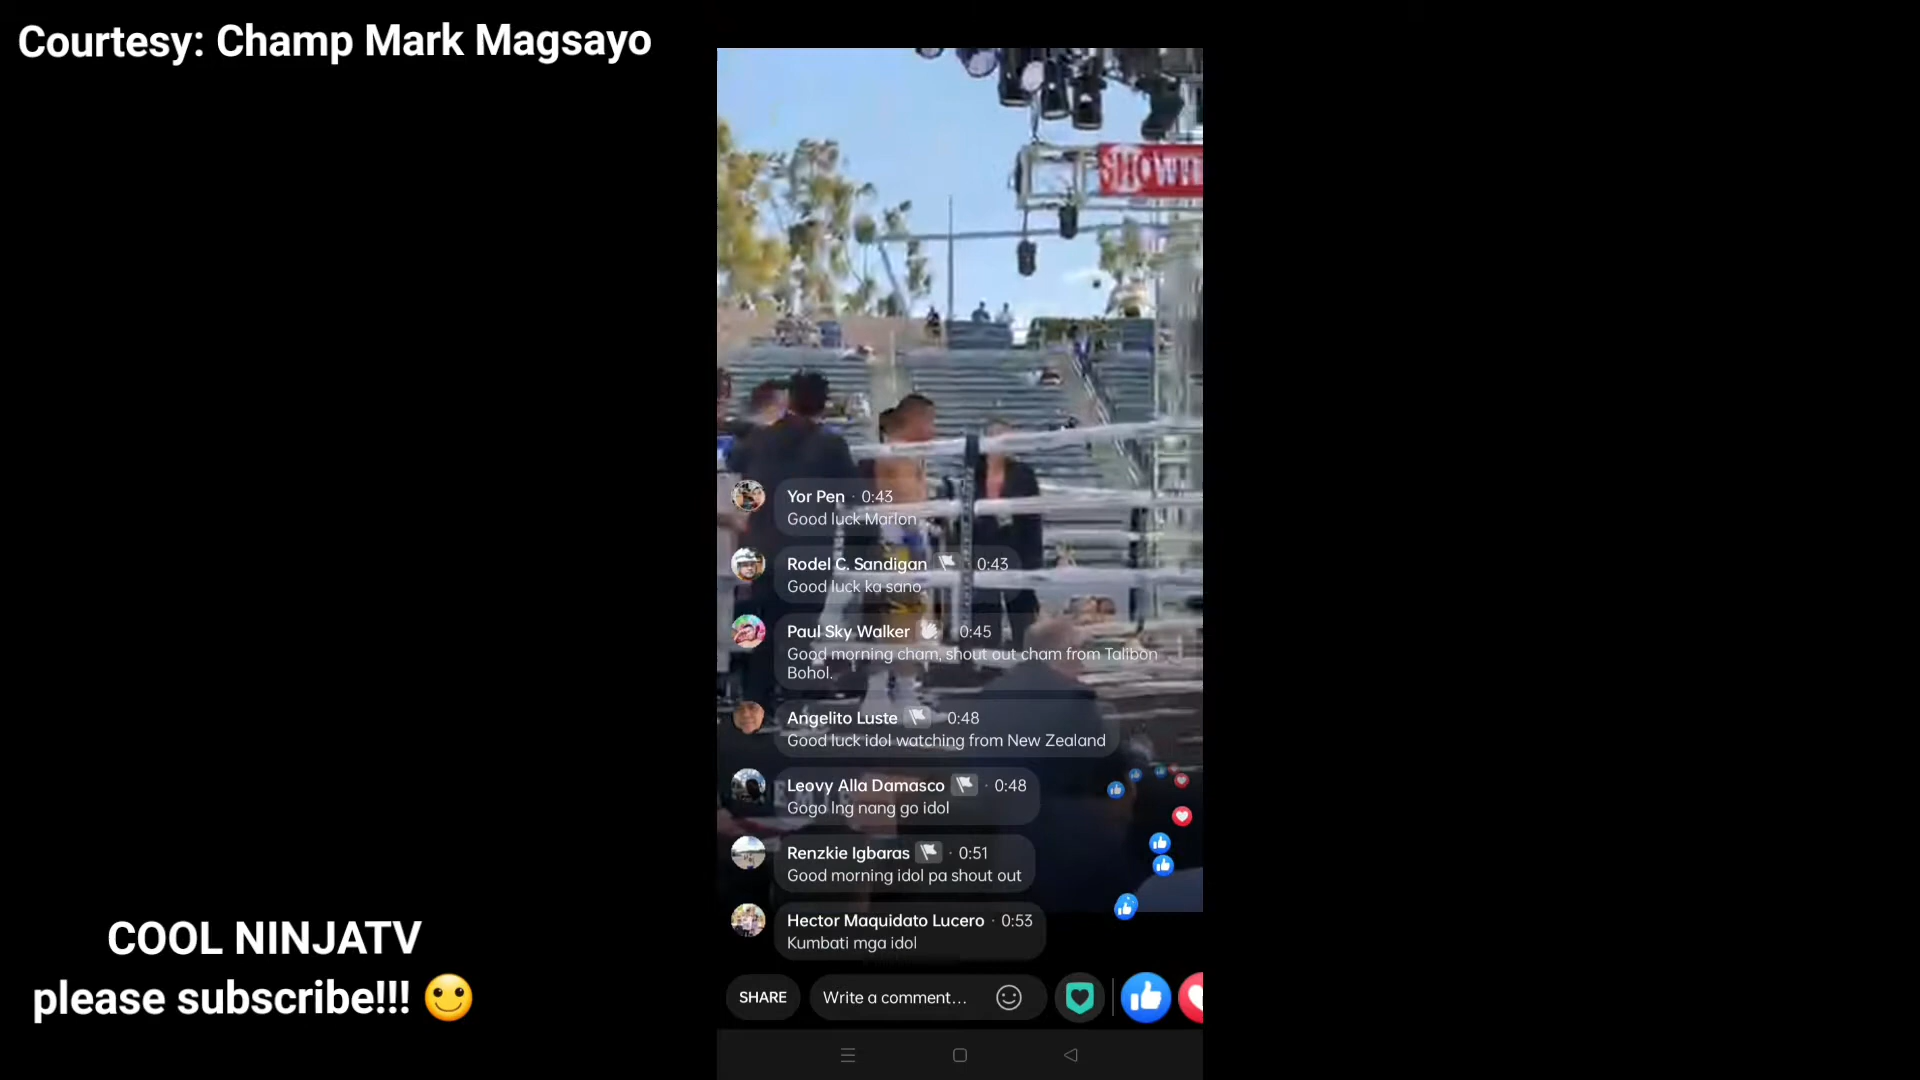 Courtesy: Champ Mark Magsayo
Yor Pen · 0:43
Good luck Marlon
Rodel C. Sandigan · 0:43
Good luck ka sano
Paul Sky Walker 0:45
Good morning cham, shout out cham from Talibon
Bohol.
Angelito Luste 0:48
Good luck idol watching from New Zealand
Leovy Alla Damasco · 0:48
Gogo lng nang go idol
Renzkie Igbaras · 0:51
Good morning idol pa shout out
Hector Maquidato Lucero · 0:53
Kumbati mga idol
SHARE
Write a comment...
COOL NINJATV
please subscribe!!! 🙂